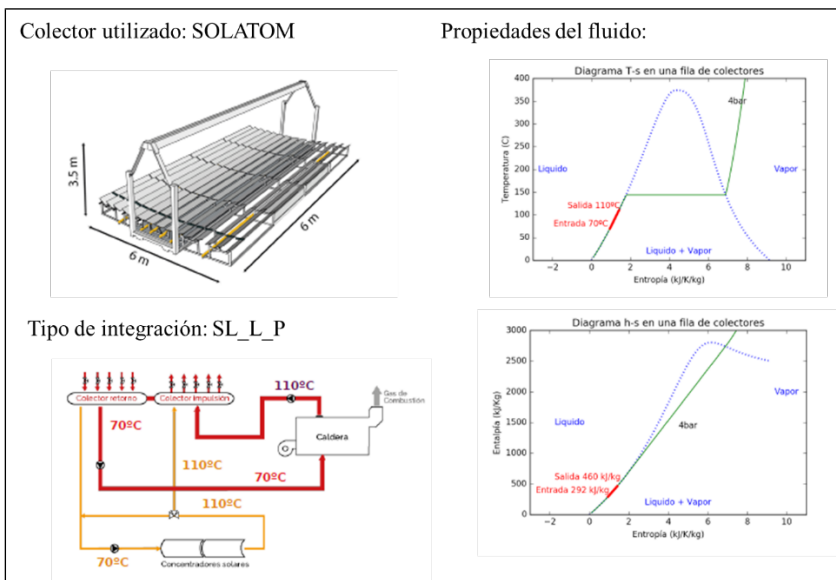 Colector utilizado: SOLATOM
3.5 m
6 m
6 m
Propiedades del fluido:
Diagrama T-s en una fila de colectores
Temperatura (C)
400
350
300
250
200
150
100
50
0
4bar
Liquido
Vapor
Salida 110ºC
Entrada 70ºC
Liquido + Vapor
-2 0 2 4 6 8 10
Entropía (kJ/K/kg)
Tipo de integración: SL_L_P
Colector retorno
Colector impulsión
110ºC
Gas de
Combustión
70ºC
Caldera
110ºC
70ºC
110ºC
70ºC
Concentradores solares
Diagrama h-s en una fila de colectores
Entalpía (kJ/Kg)
3000
2500
2000
1500
1000
500
0
Vapor
Liquido
4bar
Salida 460 kJ/kg
Entrada 292 kJ/kg
Liquido + Vapor
-2 0 2 4 6 8 10
Entropía (kJ/K/kg)